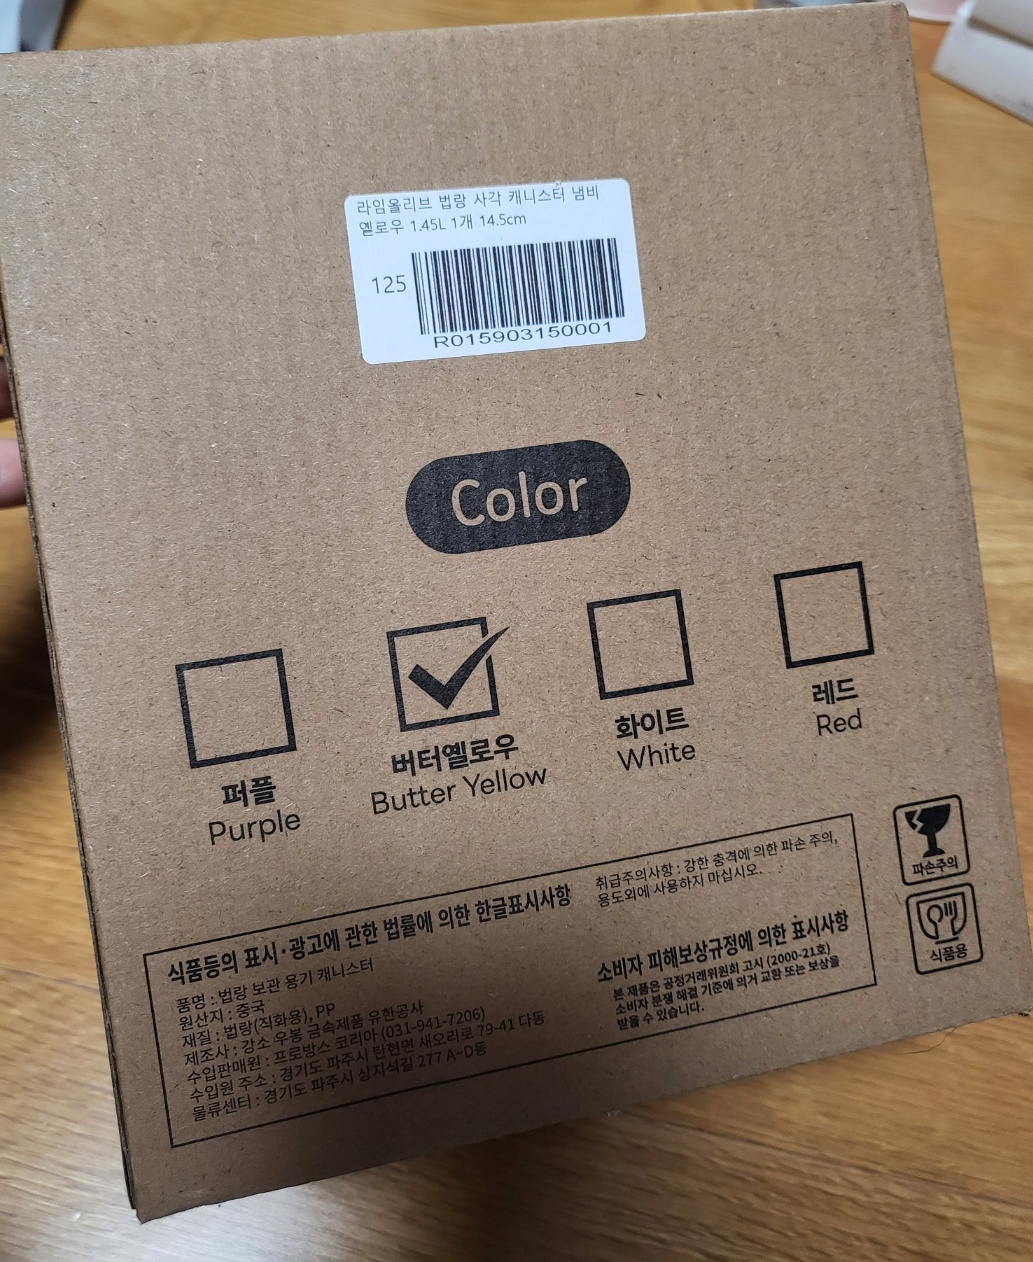 라임올리브 법랑 사각 캐니스터 냄비
옐로우 1.45L 1개 14.5cm
125
R015903150001
Color
퍼플
Purple
버터옐로우
Butter Yellow
화이트
White
레드
Red
식품등의 표시·광고에 관한 법률에 의한 한글표시사항
품명 : 법랑 보관 용기 캐니스터
원산지 : 중국
재질 : 법랑(직화용), PP
제조사 : 강소 우봉 금속제품 유한공사
수입판매원 : 프로방스 코리아 (031-941-7206)
수입원 주소 : 경기도 파주시 탄현면 새오리로 79-41 다동
물류센터 : 경기도 파주시 상지석길 277 A~D동
취급주의사항 : 강한 충격에 의한 파손 주의,
용도외에 사용하지 마십시오.
소비자 피해보상규정에 의한 표시사항
본 제품은 공정거래위원회 고시 (2000-21호)
소비자 분쟁 해결 기준에 의거 교환 또는 보상을
받을 수 있습니다.
파손주의
식품용